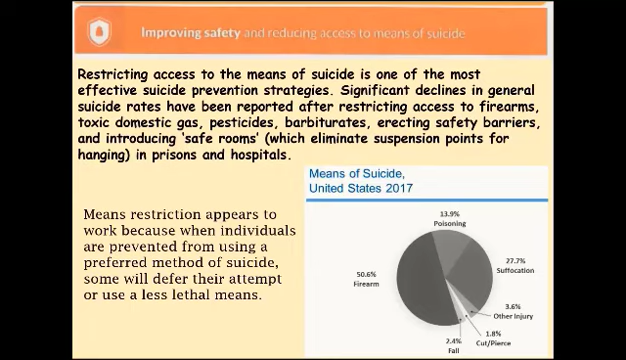 Improving safety and reducing access to means of suicide
Restricting access to the means of suicide is one of the most
effective suicide prevention strategies. Significant declines in general
suicide rates have been reported after restricting access to firearms,
toxic domestic gas, pesticides, barbiturates, erecting safety barriers,
and introducing ‘safe rooms’ (which eliminate suspension points for
hanging) in prisons and hospitals.
Means restriction appears to
work because when individuals
are prevented from using a
preferred method of suicide,
some will defer their attempt
or use a less lethal means.
Means of Suicide,
United States 2017
13.9%
Poisoning
27.7%
Suffocation
50.6%
Firearm
3.6%
Other Injury
1.8%
Cut/Pierce
2.4%
Fall